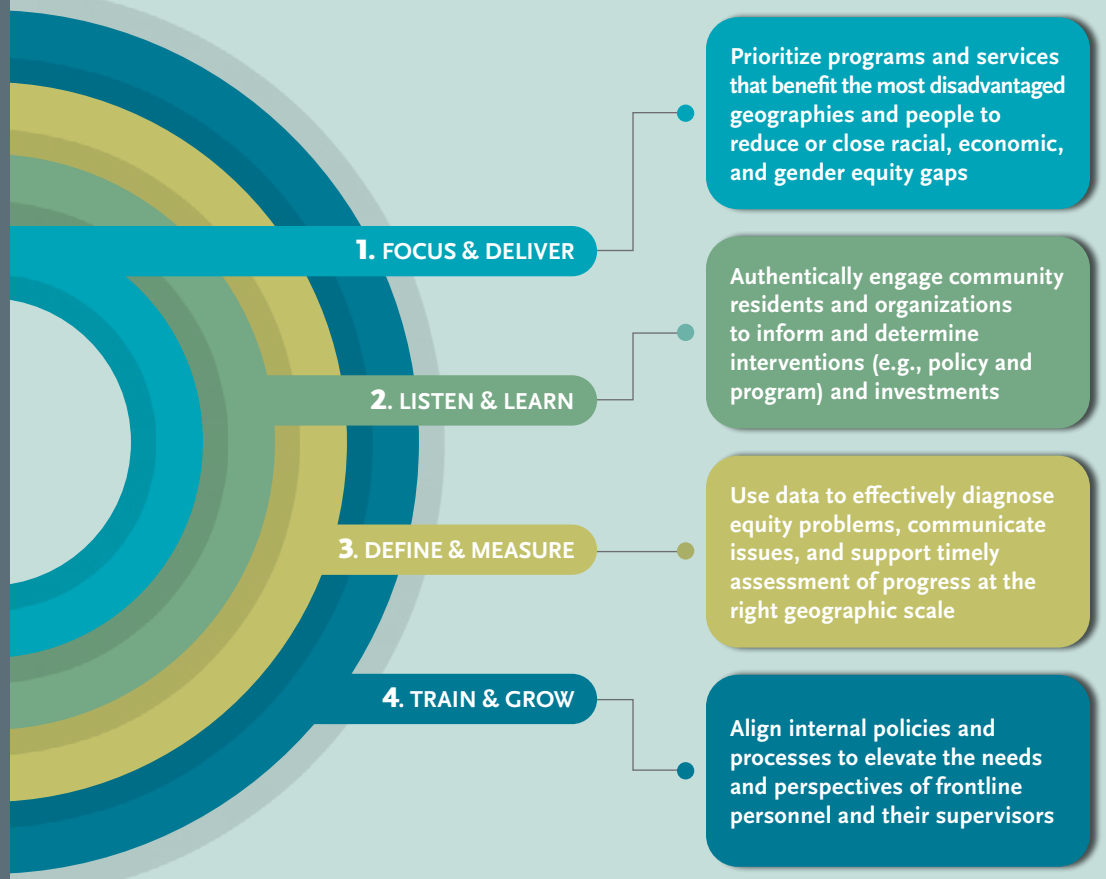 1. FOCUS & DELIVER
Prioritize programs and services
that benefit the most disadvantaged
geographies and people to
reduce or close racial, economic,
and gender equity gaps
2. LISTEN & LEARN
Authentically engage community
residents and organizations
to inform and determine
interventions (e.g., policy and
program) and investments
3. DEFINE & MEASURE
Use data to effectively diagnose
equity problems, communicate
issues, and support timely
assessment of progress at the
right geographic scale
4. TRAIN & GROW
Align internal policies and
processes to elevate the needs
and perspectives of frontline
personnel and their supervisors